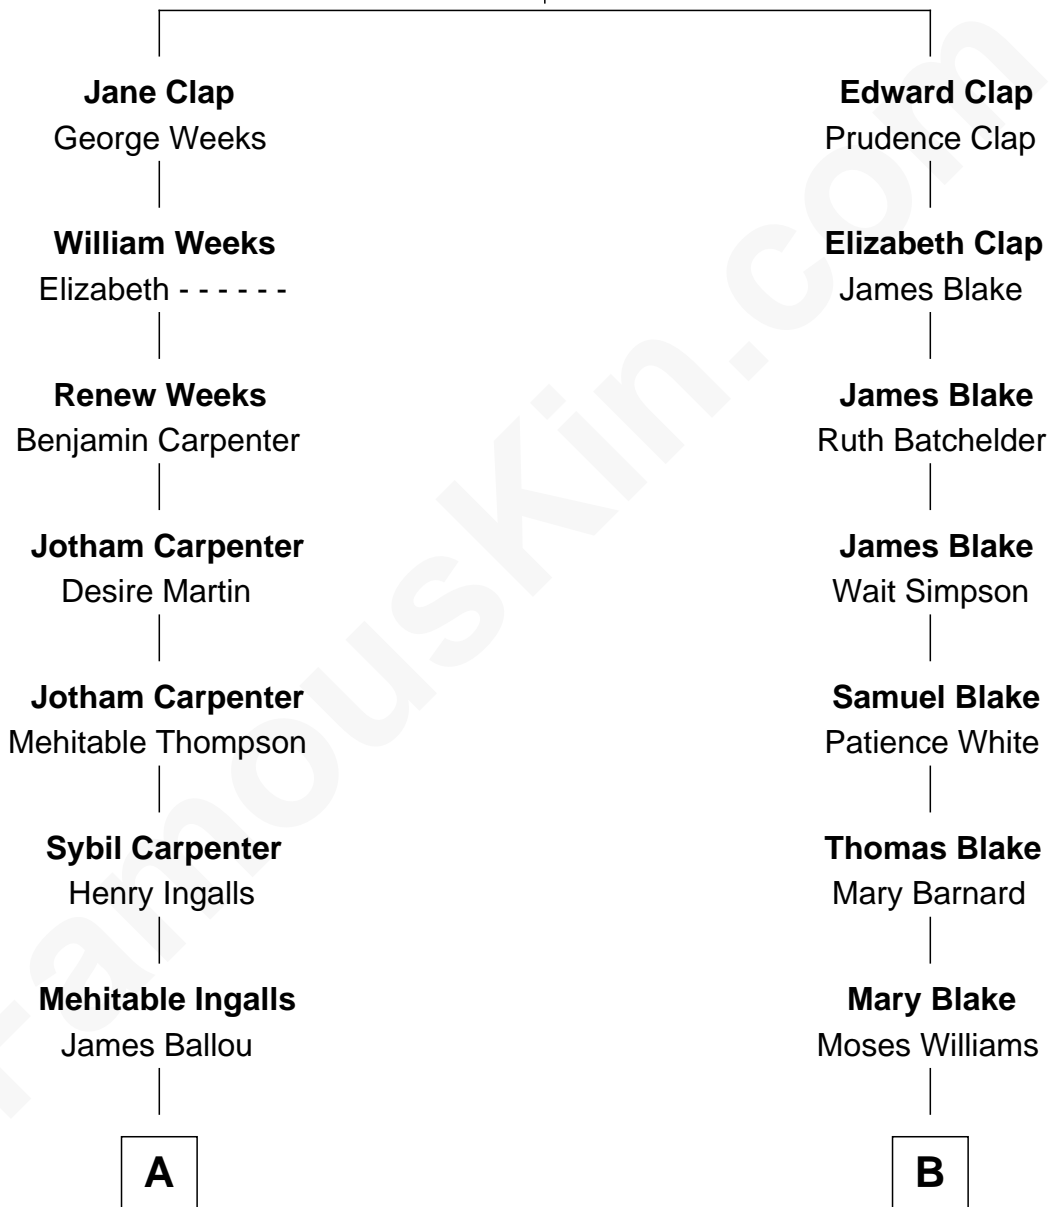 Jane Clap
George Weeks
William Weeks
Elizabeth - - - - - -
Renew Weeks
Benjamin Carpenter
Jotham Carpenter
Desire Martin
Jotham Carpenter
Mehitable Thompson
Sybil Carpenter
Henry Ingalls
Mehitable Ingalls
James Ballou
A
Edward Clap
Prudence Clap
Elizabeth Clap
James Blake
James Blake
Ruth Batchelder
James Blake
Wait Simpson
Samuel Blake
Patience White
Thomas Blake
Mary Barnard
Mary Blake
Moses Williams
B
FamousKin.com